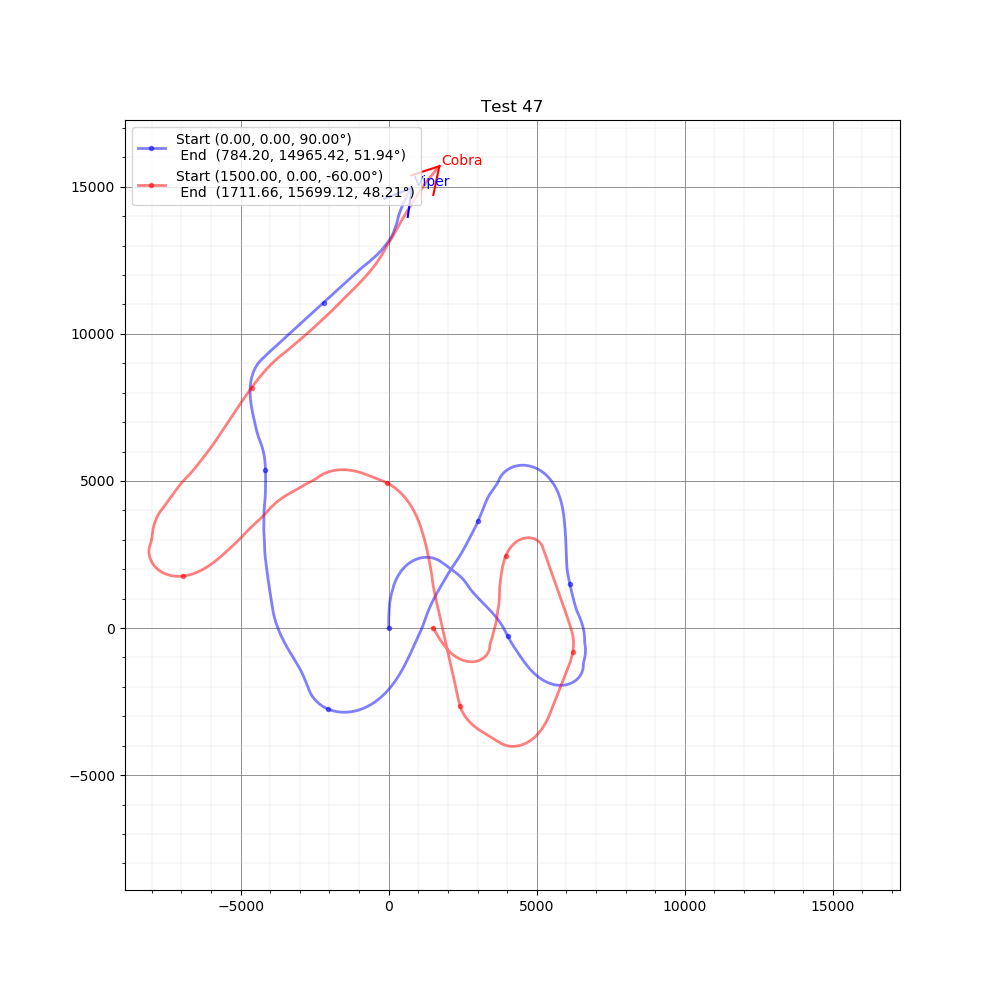 Test 47
Start (0.00, 0.00, 90.00°)
End (784.20, 14965.42, 51.94°)
Start (1500.00, 0.00, -60.00°)
End (1711.66, 15699.12, 48.21°)
Cobra
Viper
15000
10000
5000
0
−5000
−5000
0
5000
10000
15000